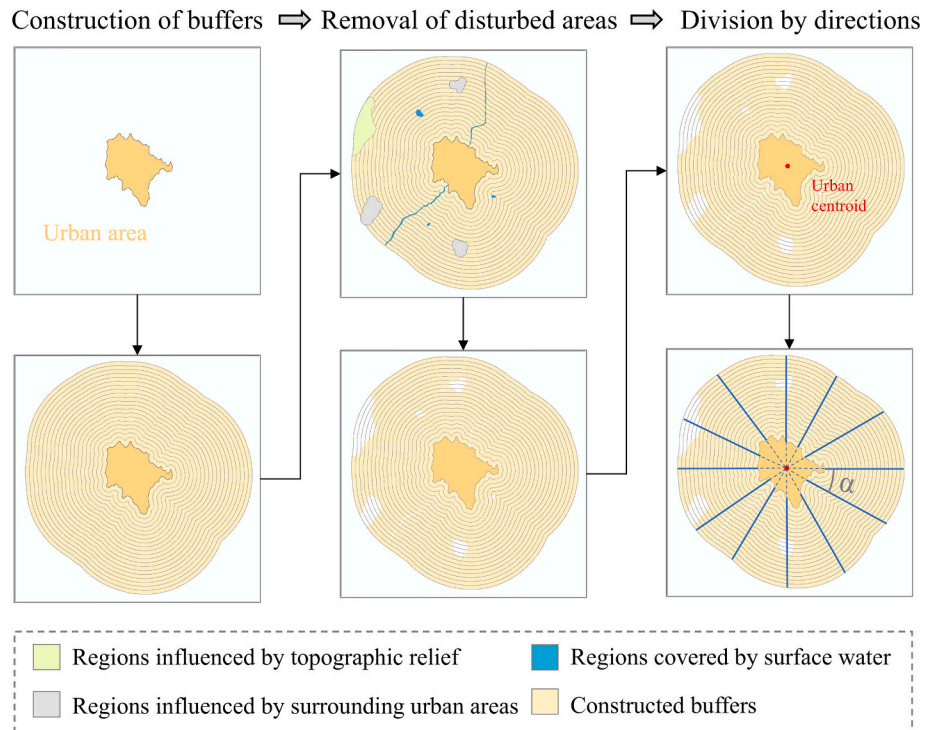 Construction of buffers
Removal of disturbed areas
Division by directions
Urban area
Urban
centroid
α
Regions influenced by topographic relief
Regions covered by surface water
Regions influenced by surrounding urban areas
Constructed buffers